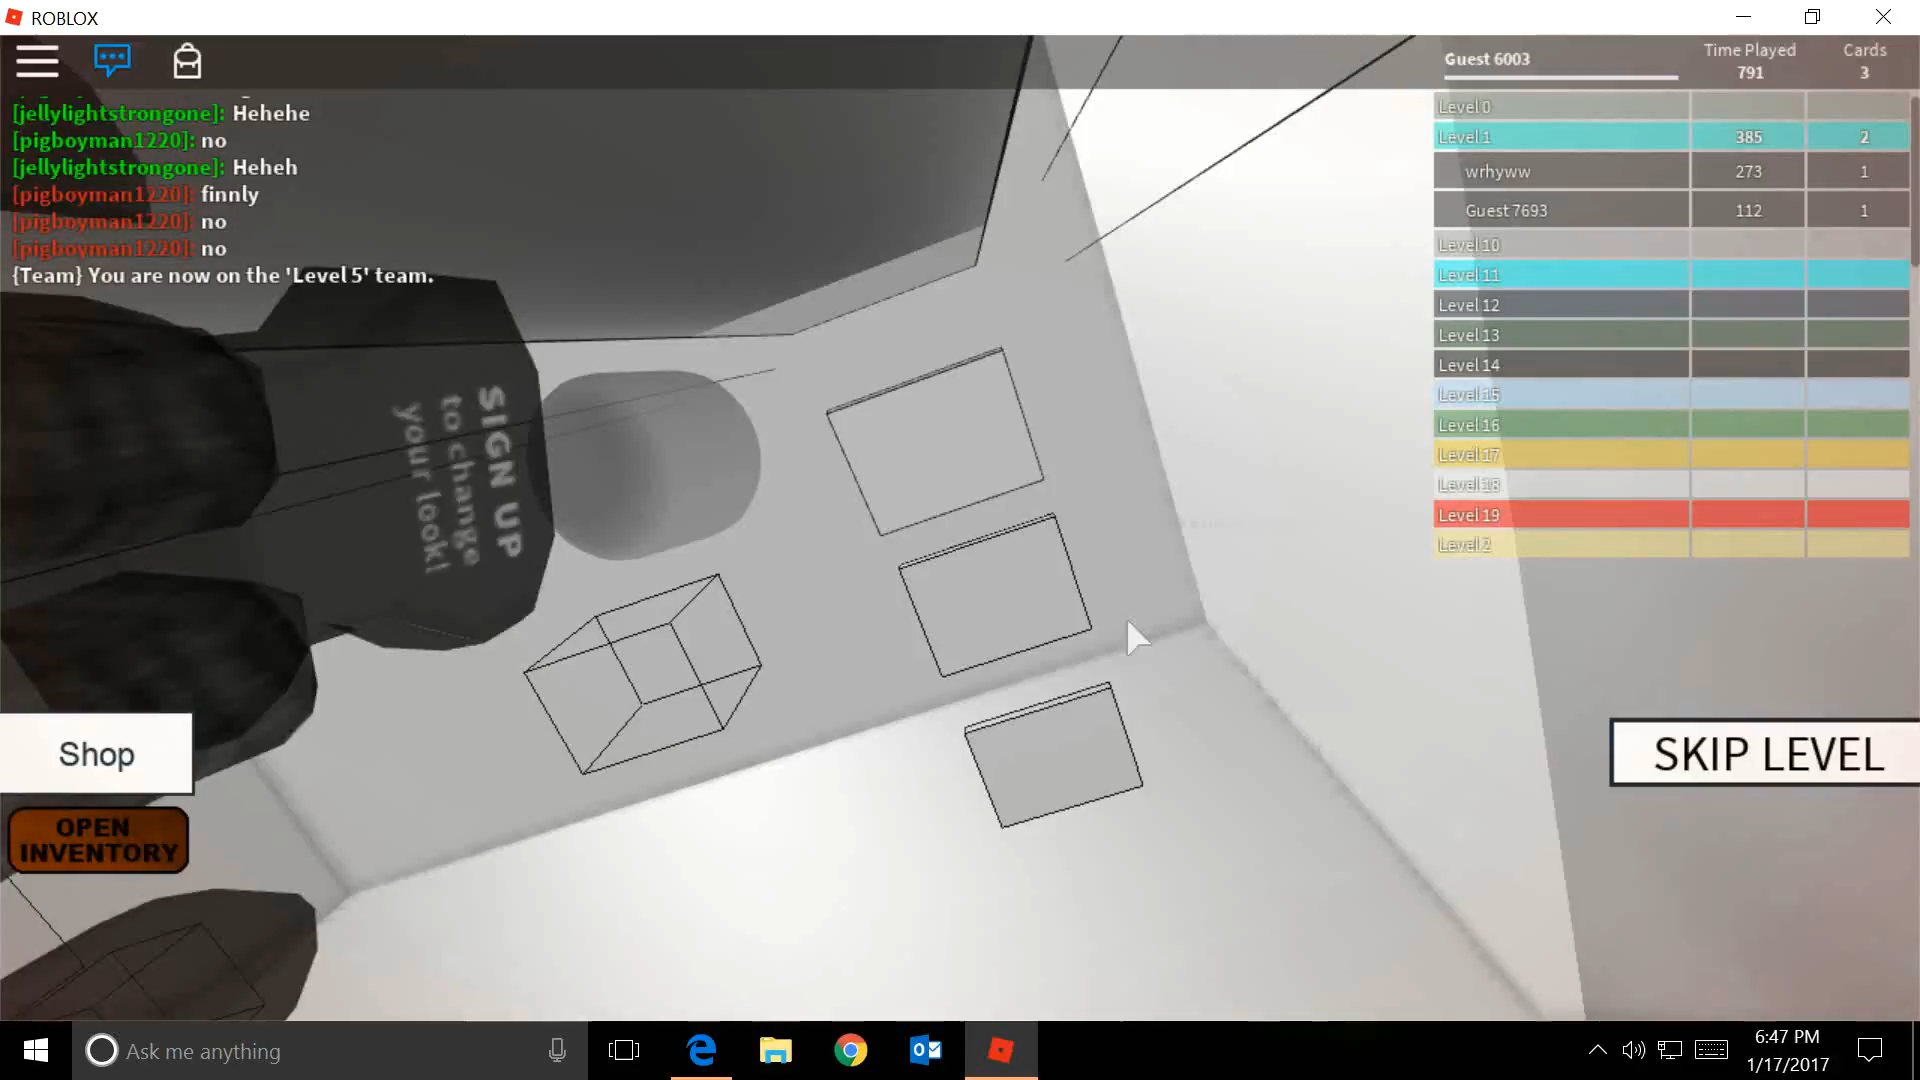 ROBLOX
Guest 6003
Time Played
791
Cards
3
[jellylightstrongone]: Hehehe
[pigboyman1220]: no
[jellylightstrongone]: Heheh
[pigboyman1220]: finnly
[pigboyman1220]: no
[pigboyman1220]: no
{Team} You are now on the 'Level 5' team.
Level 0
Level 1 385 2
wrhyww 273 1
Guest 7693 112 1
Level 10
Level 11
Level 12
Level 13
Level 14
Level 15
Level 16
Level 17
Level 18
Level 19
Level 2
SIGN UP
to change
your look!
Shop
OPEN
INVENTORY
SKIP LEVEL
Ask me anything
6:47 PM
1/17/2017